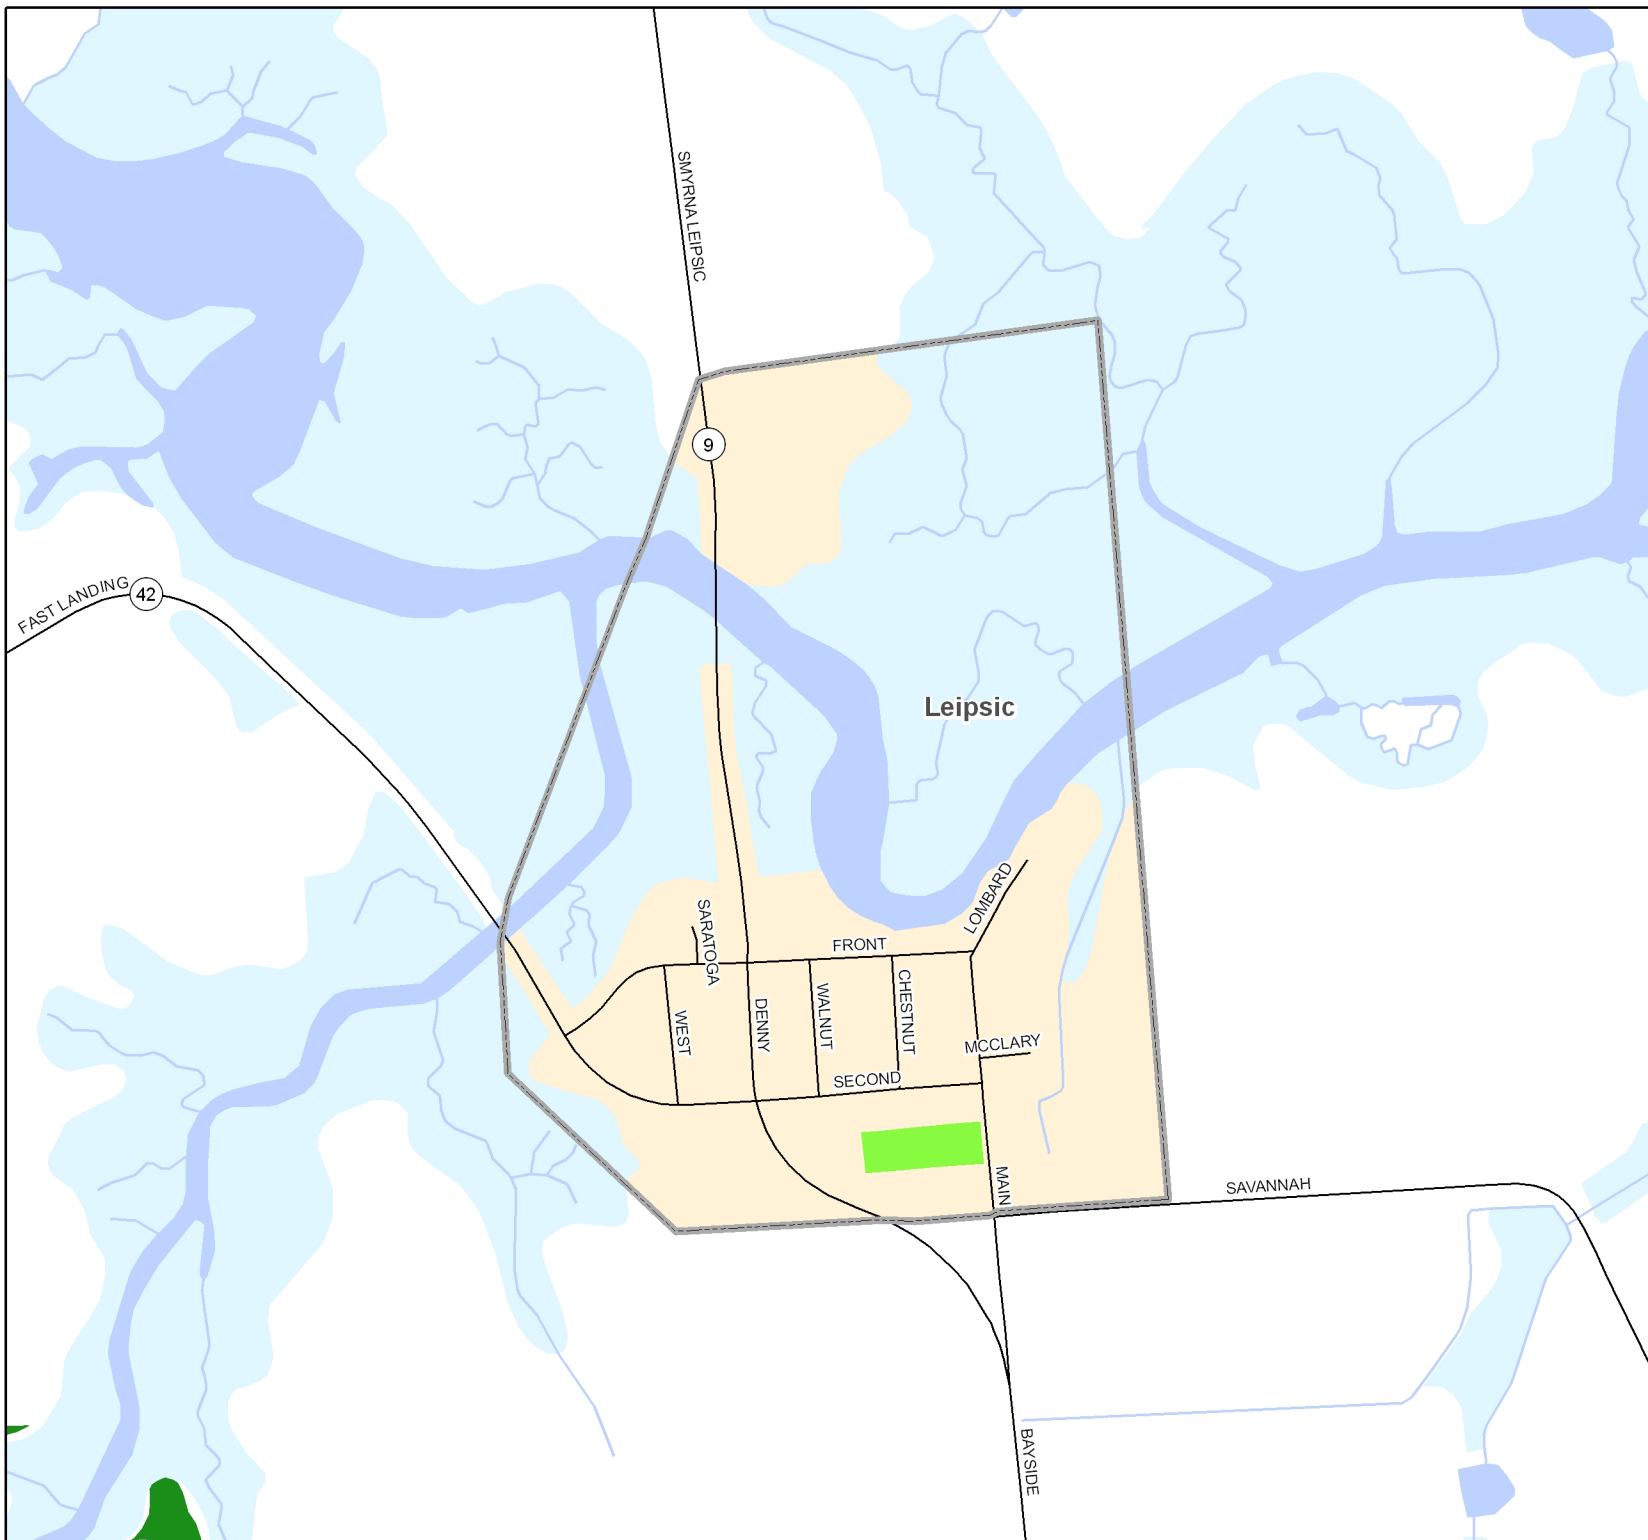 SMYRNA LEIPSIC
9
FAST LANDING
42
Leipsic
LOMBARD
SARATOGA
FRONT
WEST
DENNY
WALNUT
CHESTNUT
MCCLARY
SECOND
MAIN
SAVANNAH
BAYSIDE